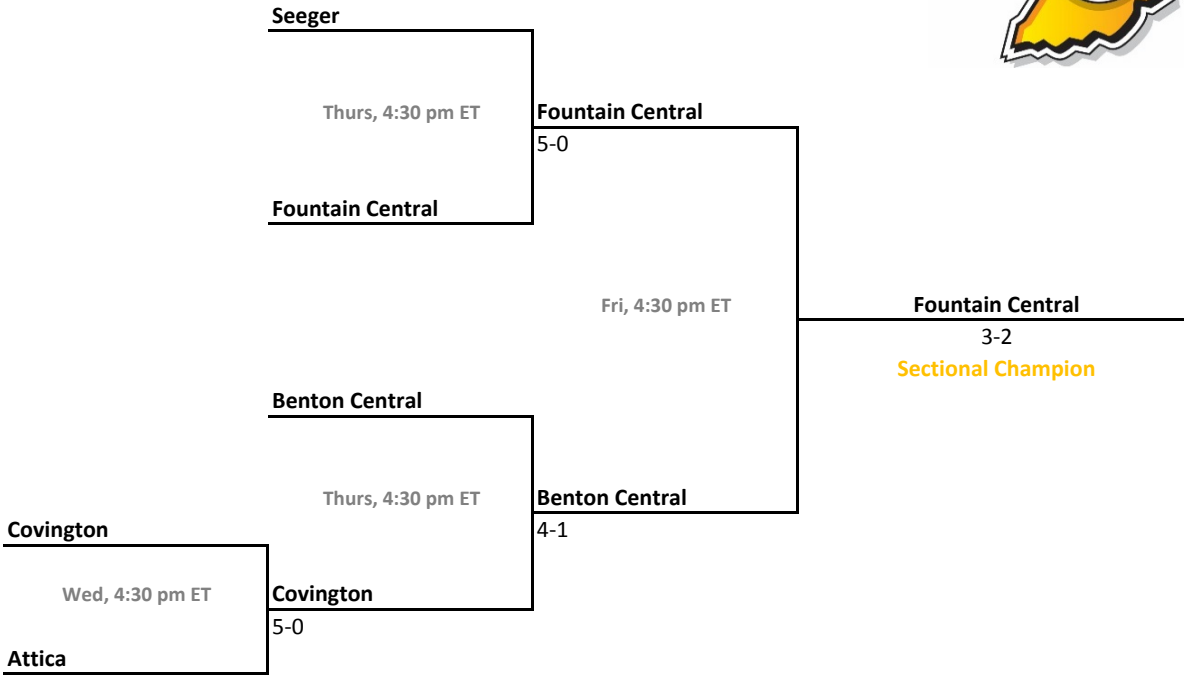 Seeger
Thurs, 4:30 pm ET
Fountain Central
5-0
Fountain Central
Fri, 4:30 pm ET
Fountain Central
3-2
Sectional Champion
Benton Central
Thurs, 4:30 pm ET
Benton Central
4-1
Covington
Wed, 4:30 pm ET
Covington
5-0
Attica